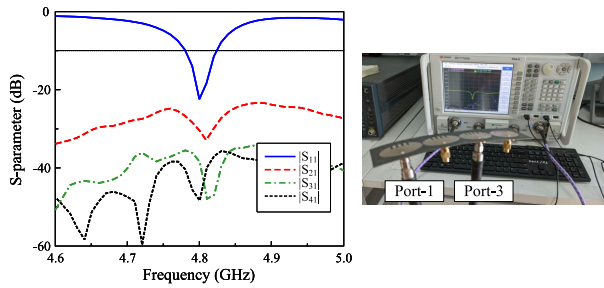 0
-20
-40
-60
S-parameter (dB)
|S11|
|S21|
|S31|
|S41|
4.6
4.7
4.8
4.9
5.0
Frequency (GHz)
Port-1
Port-3